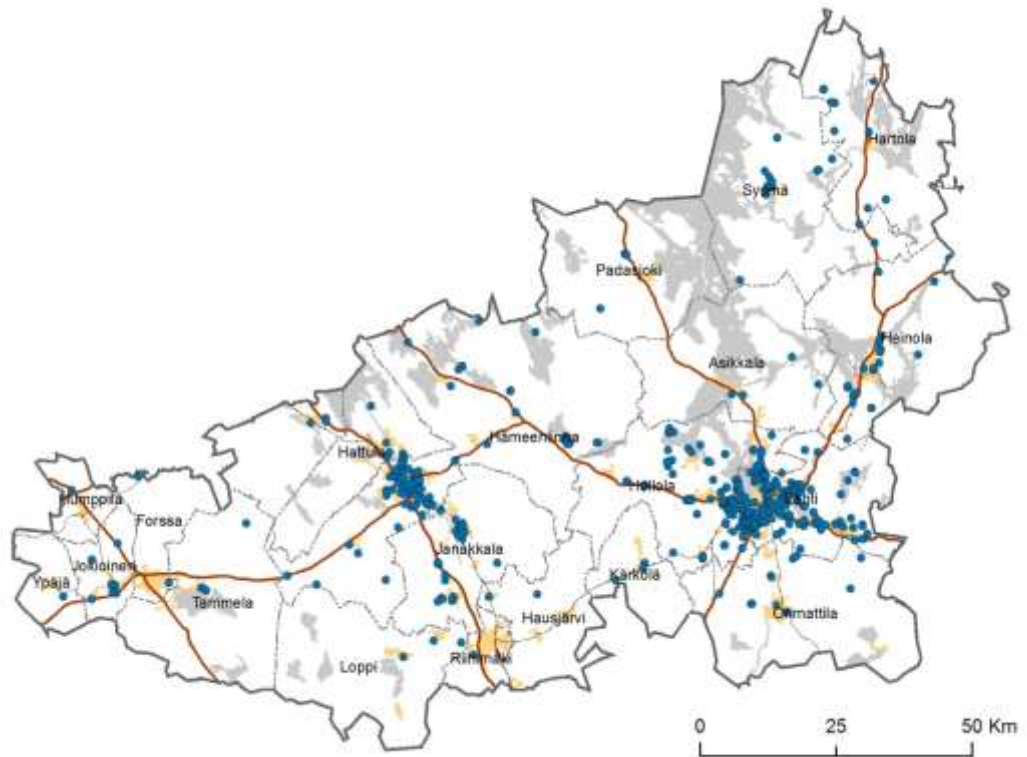 Hartola
Sysmä
Padasjoki
Heinola
Asikkala
Hämeenlinna
Hattula
Hollola
Lahti
Humppila
Forssa
Janakkala
Jokioinen
Ypäjä
Tammela
Kärkölä
Hausjärvi
Orimattila
Riihimäki
Loppi
0 25 50 Km